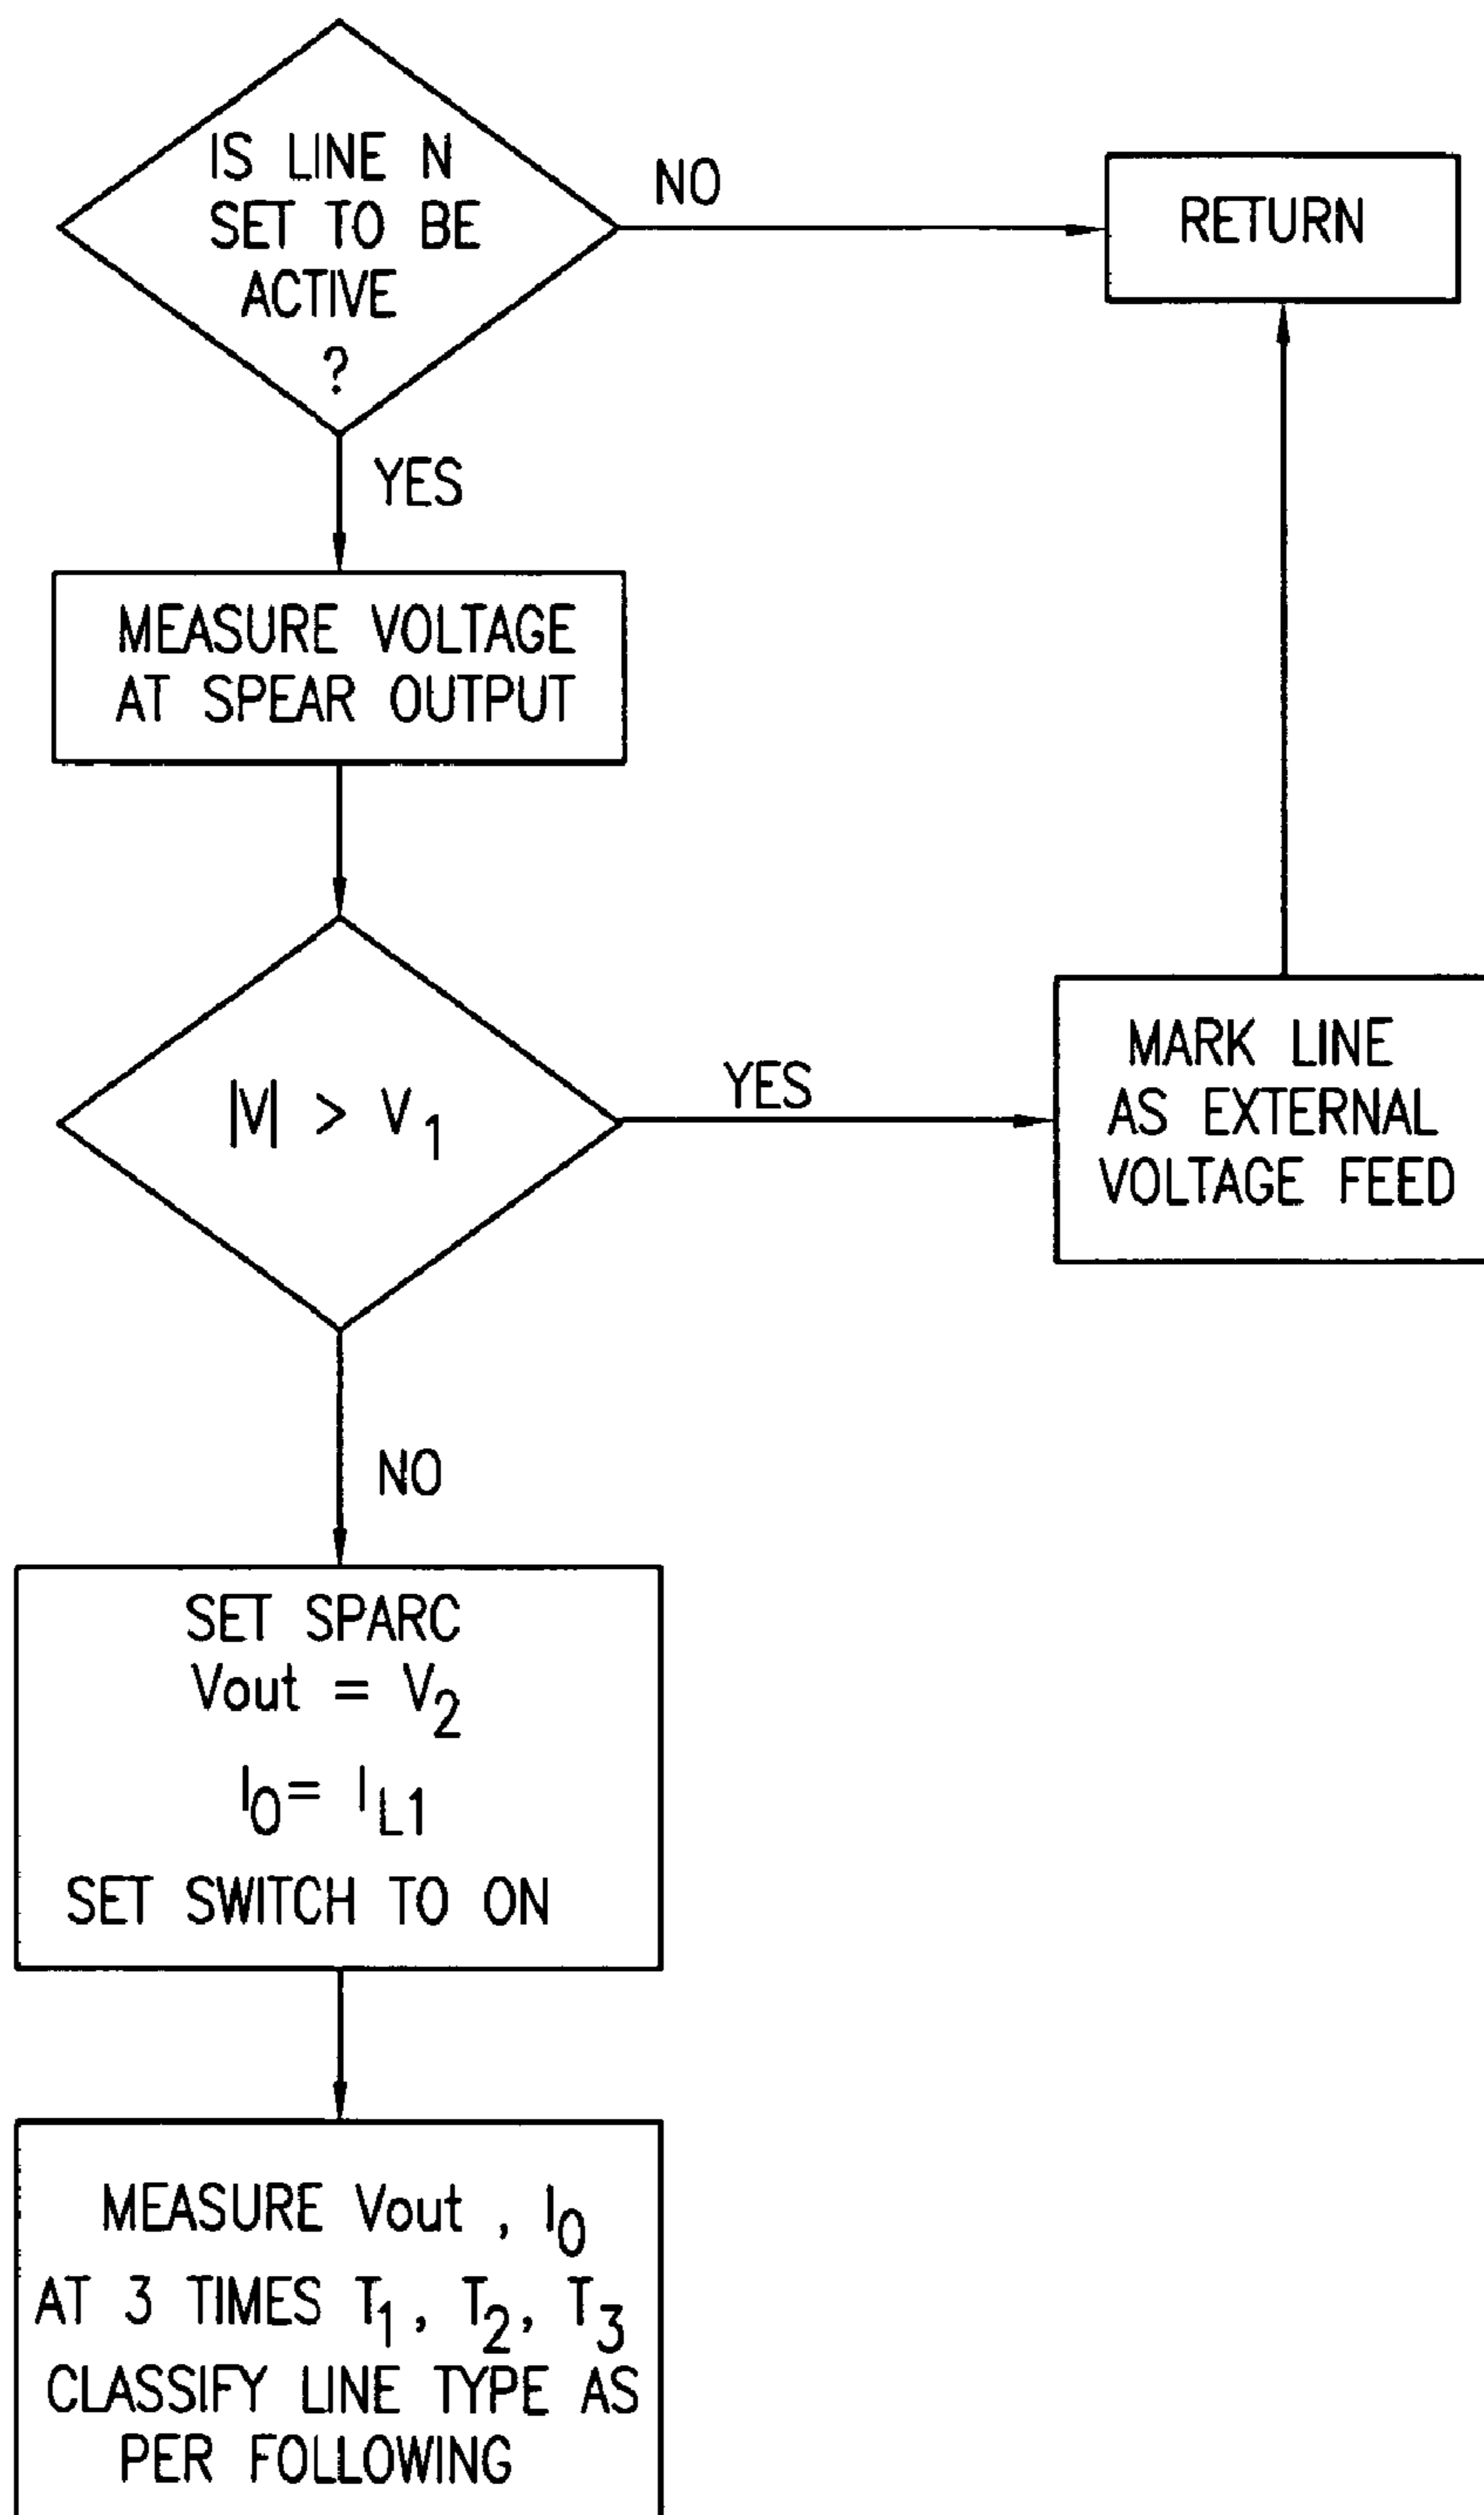 IS LINE N
SET TO BE
ACTIVE
?
NO
RETURN
YES
MEASURE VOLTAGE
AT SPEAR OUTPUT
|V| > V1
YES
MARK LINE
AS EXTERNAL
VOLTAGE FEED
NO
SET SPARC
Vout = V2
I0= IL1
SET SWITCH TO ON
MEASURE Vout , I0
AT 3 TIMES T1, T2, T3
CLASSIFY LINE TYPE AS
PER FOLLOWING